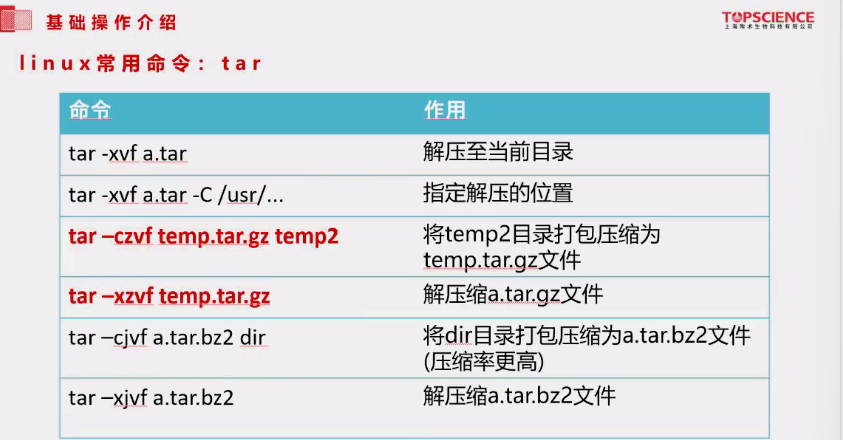 基础操作介绍
TOPSCIENCE
上海陶术生物科技有限公司
linux常用命令：tar
命令 作用
tar -xvf a.tar 解压至当前目录
tar -xvf a.tar -C /usr/... 指定解压的位置
tar –czvf temp.tar.gz temp2 将temp2目录打包压缩为
temp.tar.gz文件
tar –xzvf temp.tar.gz 解压缩a.tar.gz文件
tar –cjvf a.tar.bz2 dir 将dir目录打包压缩为a.tar.bz2文件
(压缩率更高)
tar –xjvf a.tar.bz2 解压缩a.tar.bz2文件